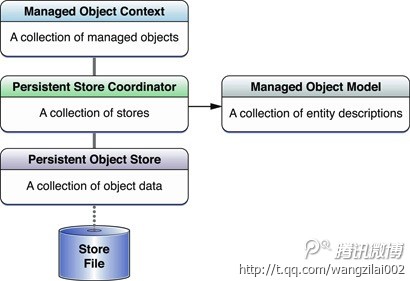 Managed Object Context
A collection of managed objects
Persistent Store Coordinator
A collection of stores
Managed Object Model
A collection of entity descriptions
Persistent Object Store
A collection of object data
Store
File
腾讯微博
http://t.qq.com/wangzilai002